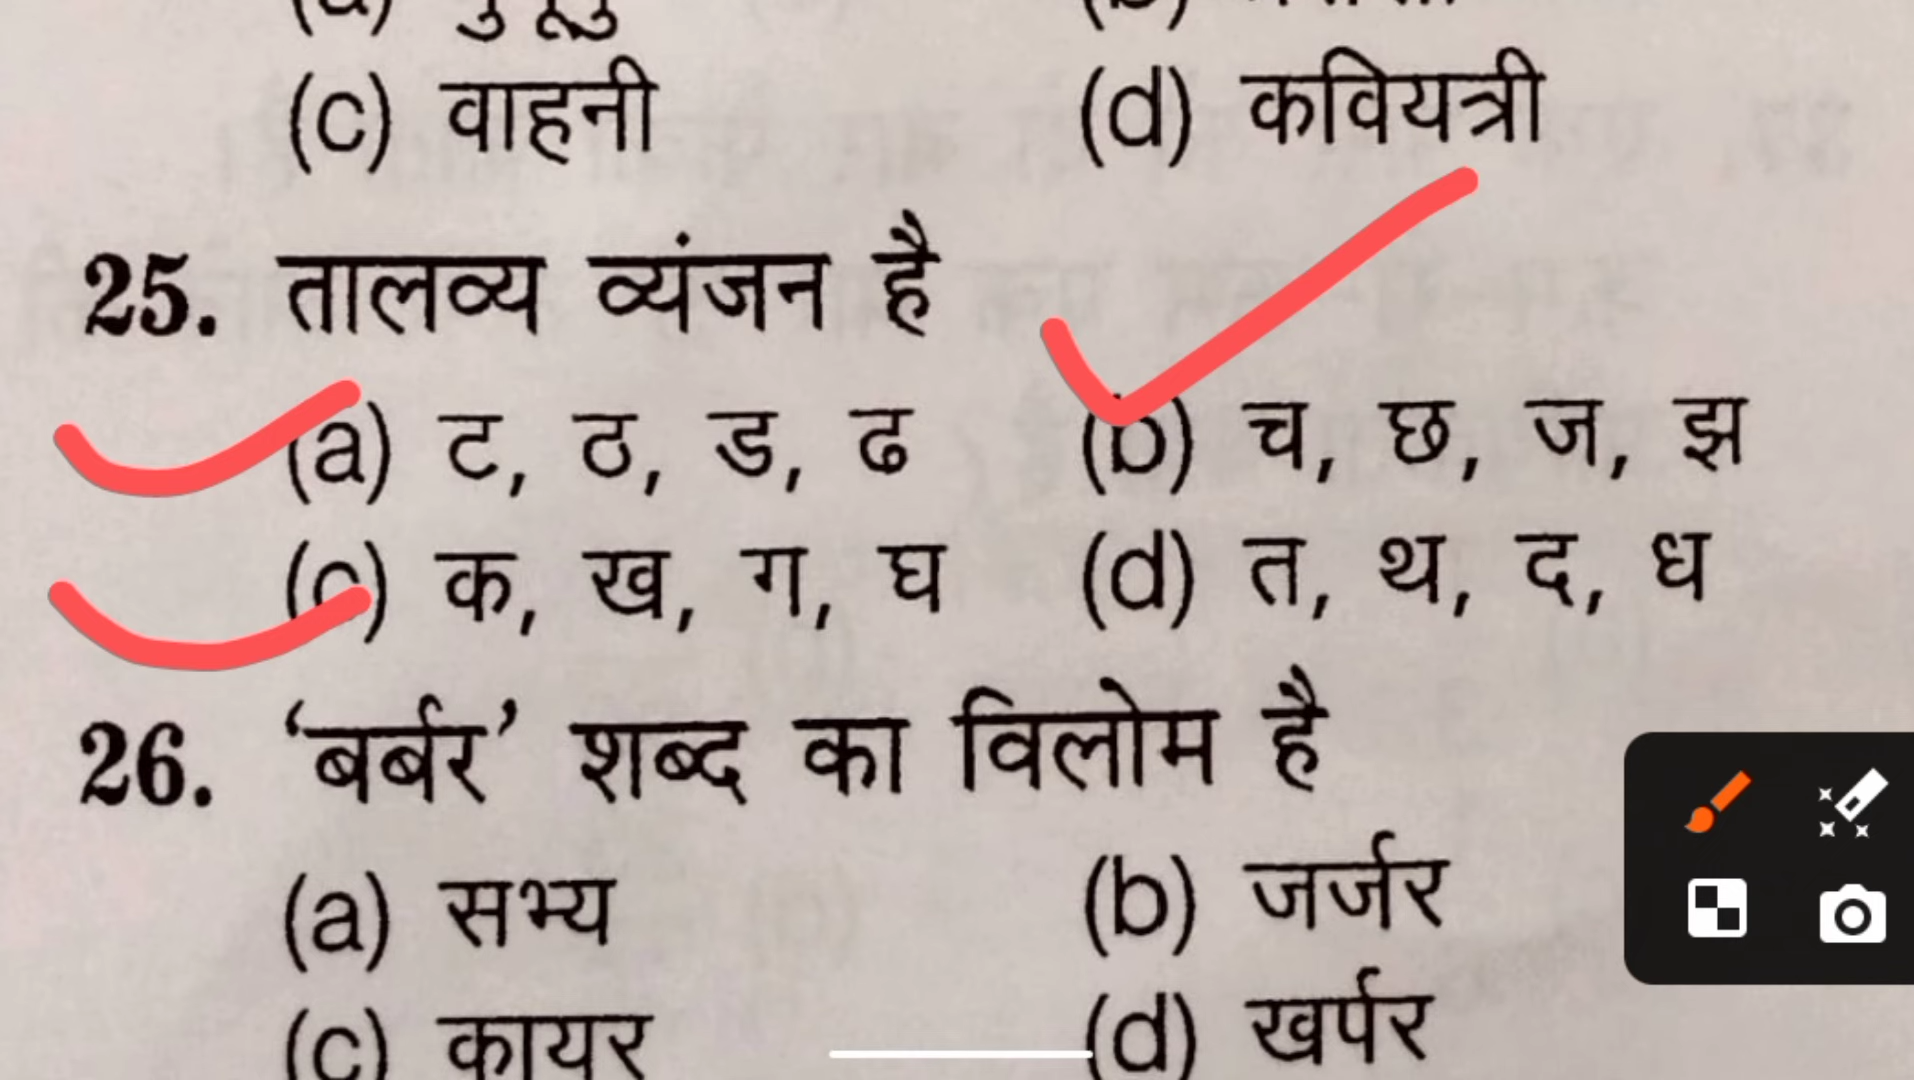 (c) वाहनी (d) कवियत्री
25. तालव्य व्यंजन है
(a) ट, ठ, ड, ढ (b) च, छ, ज, झ
(c) क, ख, ग, घ (d) त, थ, द, ध
26. ‘बर्बर’ शब्द का विलोम है
(a) सभ्य (b) जर्जर
(c) कायर (d) खर्पर